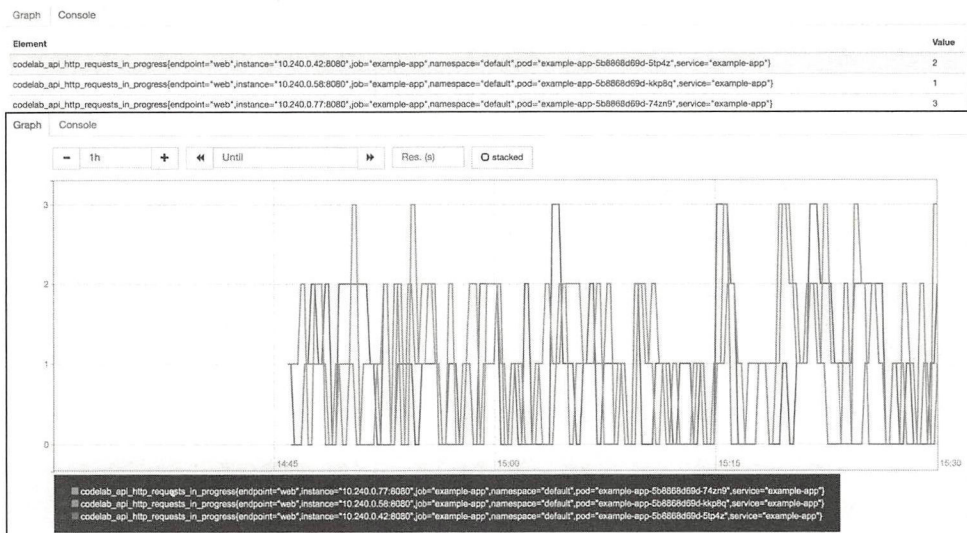 Graph Console
Element Value
codelab_api_http_requests_in_progress{endpoint="web",instance="10.240.0.42:8080",job="example-app",namespace="default",pod="example-app-5b8868d69d-5tp4z",service="example-app"} 2
codelab_api_http_requests_in_progress{endpoint="web",instance="10.240.0.58:8080",job="example-app",namespace="default",pod="example-app-5b8868d69d-kkp8q",service="example-app"} 1
codelab_api_http_requests_in_progress{endpoint="web",instance="10.240.0.77:8080",job="example-app",namespace="default",pod="example-app-5b8868d69d-74zn9",service="example-app"} 3
Graph Console
1h Until Res. (s) stacked
3
2
1
0
14:45 15:00 15:15 15:30
codelab_api_http_requests_in_progress{endpoint="web",instance="10.240.0.77:8080",job="example-app",namespace="default",pod="example-app-5b8868d69d-74zn9",service="example-app"}
codelab_api_http_requests_in_progress{endpoint="web",instance="10.240.0.58:8080",job="example-app",namespace="default",pod="example-app-5b8868d69d-kkp8q",service="example-app"}
codelab_api_http_requests_in_progress{endpoint="web",instance="10.240.0.42:8080",job="example-app",namespace="default",pod="example-app-5b8868d69d-5tp4z",service="example-app"}